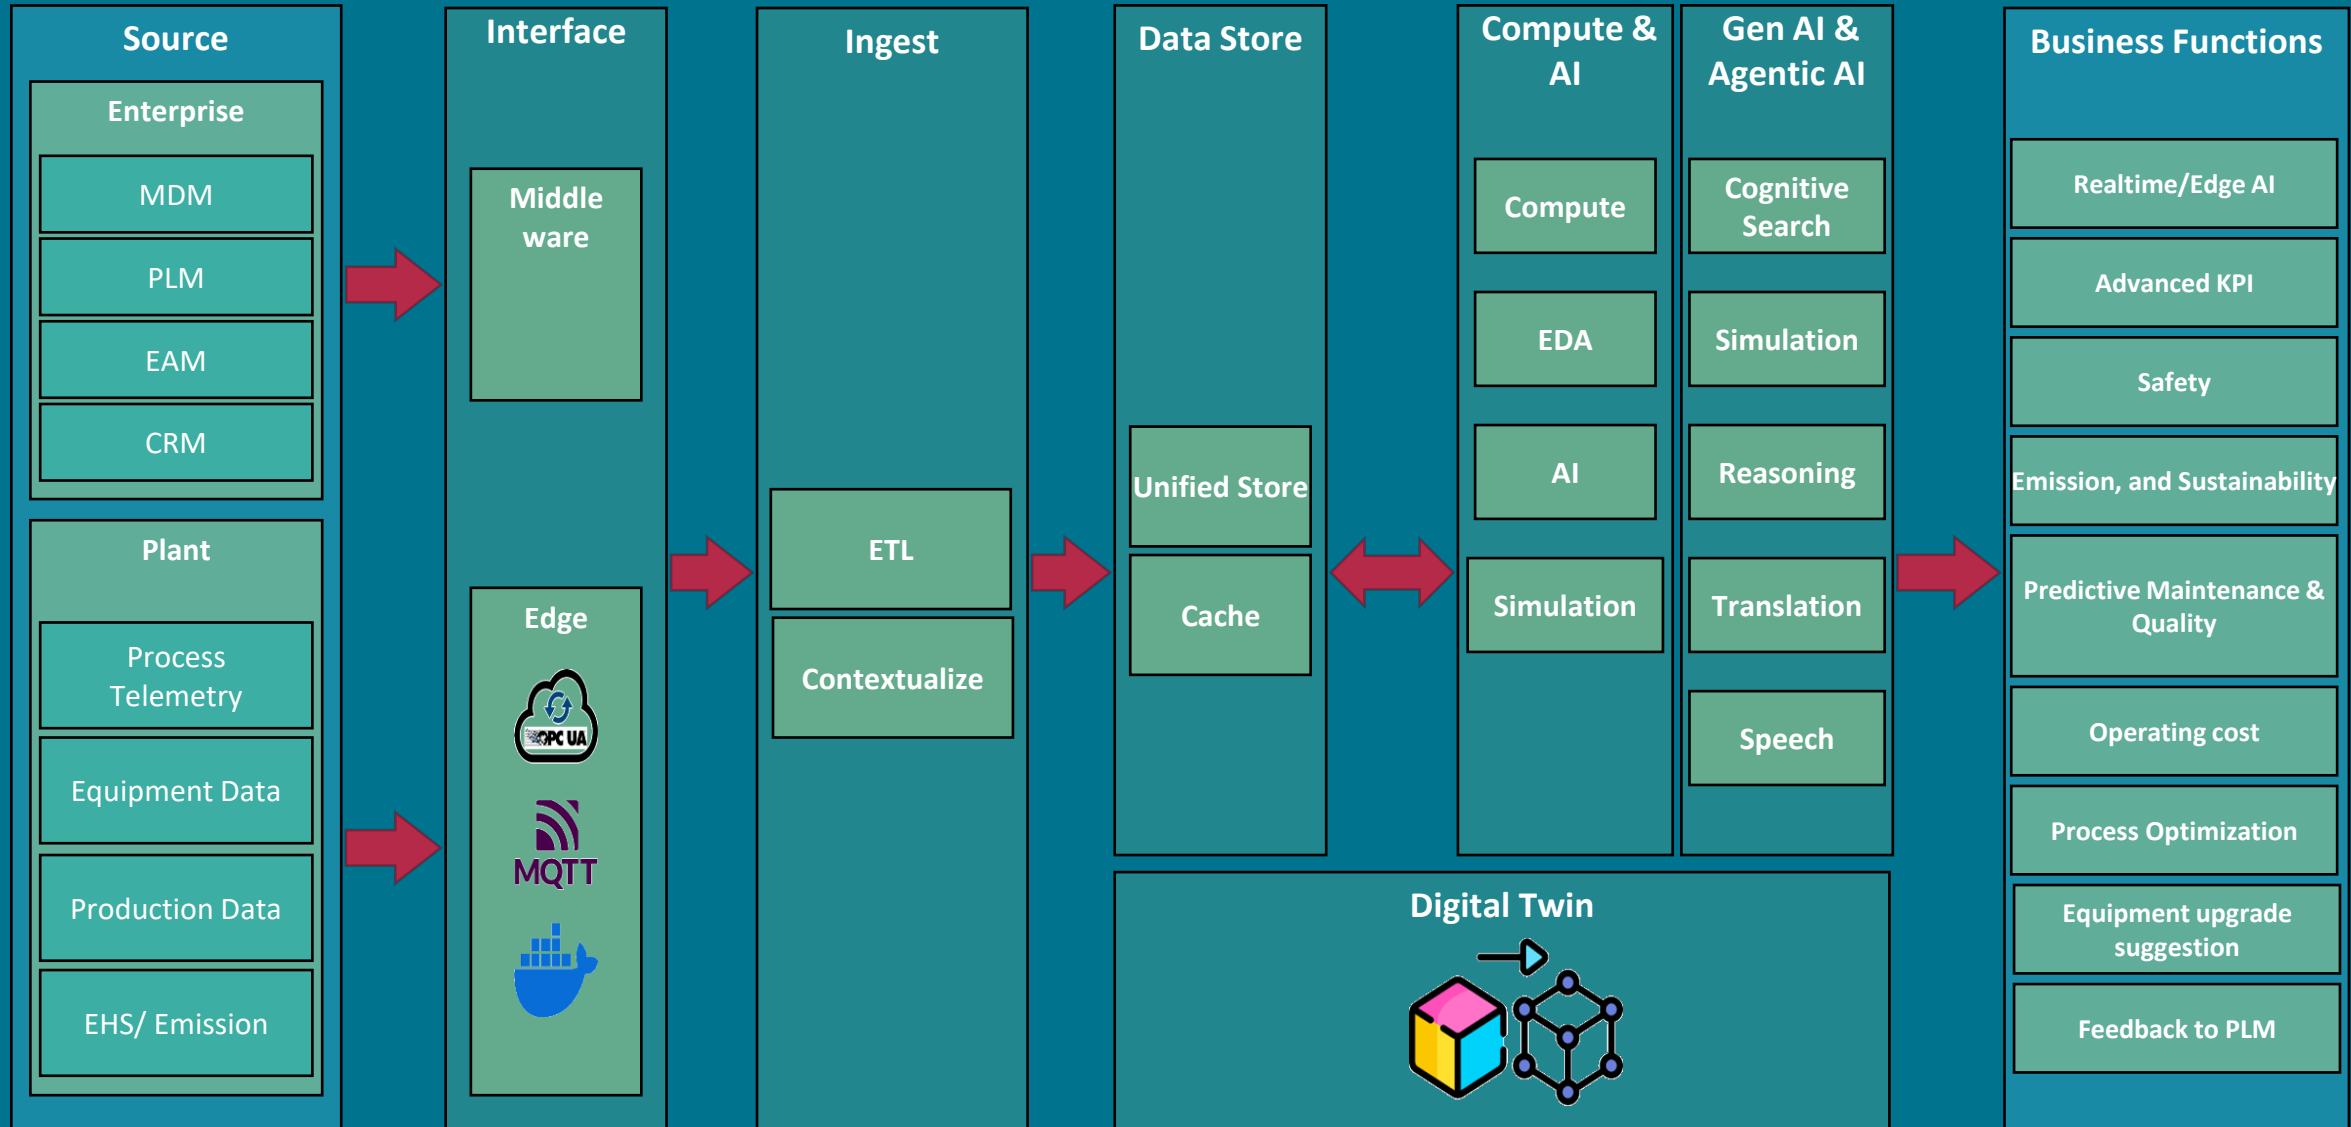 Source
Enterprise
MDM
PLM
EAM
CRM
Plant
Process
Telemetry
Equipment Data
Production Data
EHS/ Emission
Interface
Middle
ware
Edge
OPC UA
MQTT
Ingest
ETL
Contextualize
Data Store
Unified Store
Cache
Compute &
AI
Compute
EDA
AI
Simulation
Gen AI &
Agentic AI
Cognitive
Search
Simulation
Reasoning
Translation
Speech
Digital Twin
Business Functions
Realtime/Edge AI
Advanced KPI
Safety
Emission, and Sustainability
Predictive Maintenance &
Quality
Operating cost
Process Optimization
Equipment upgrade
suggestion
Feedback to PLM